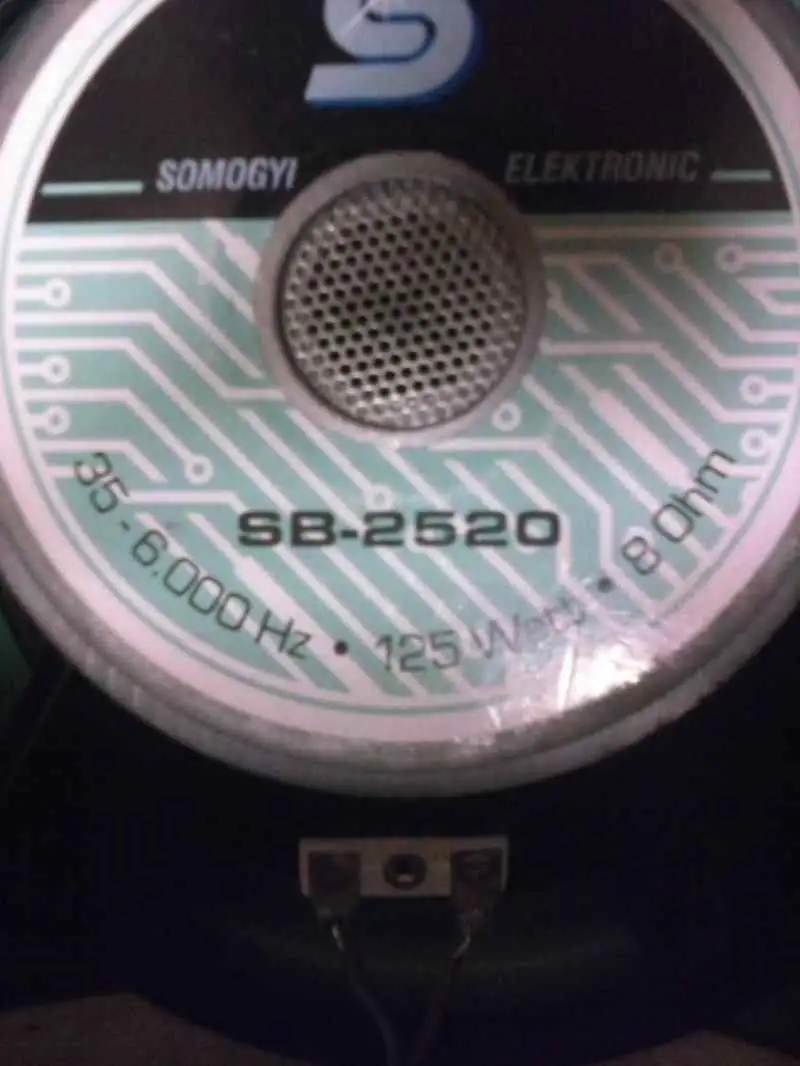 S
SOMOGYI ELEKTRONIC
SB-2520
35 - 6.000 Hz • 125 Watt • 8 Ohm